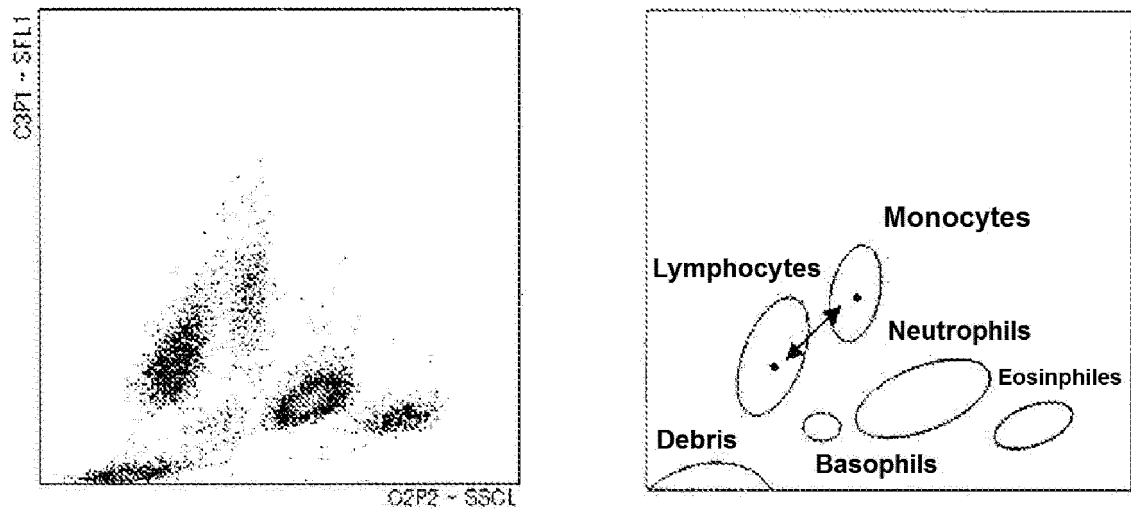 C3P1 - SFL1
C2P2 - SSCL
Monocytes
Lymphocytes
Neutrophils
Eosinphiles
Debris
Basophils